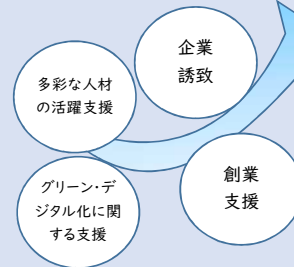 企業
誘致
多彩な人材
の活躍支援
創業
支援
グリーン・デ
ジタル化に関
する支援